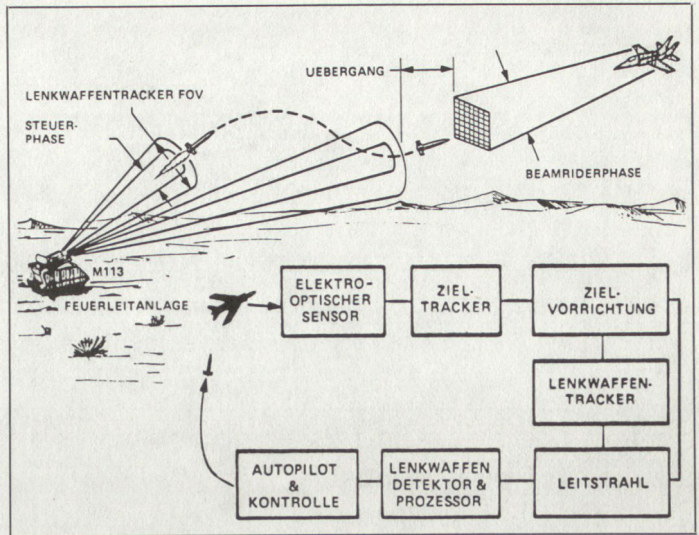 UEBERGANG
LENKWAFFENTRACKER FOV
STEUER-
PHASE
BEAMRIDERPHASE
M113
FEUERLEITANLAGE
ELEKTRO-
OPTISCHER
SENSOR
ZIEL-
TRACKER
ZIEL-
VORRICHTUNG
LENKWAFFEN-
TRACKER
AUTOPILOT
&
KONTROLLE
LENKWAFFEN
DETEKTOR &
PROZESSOR
LEITSTRAHL